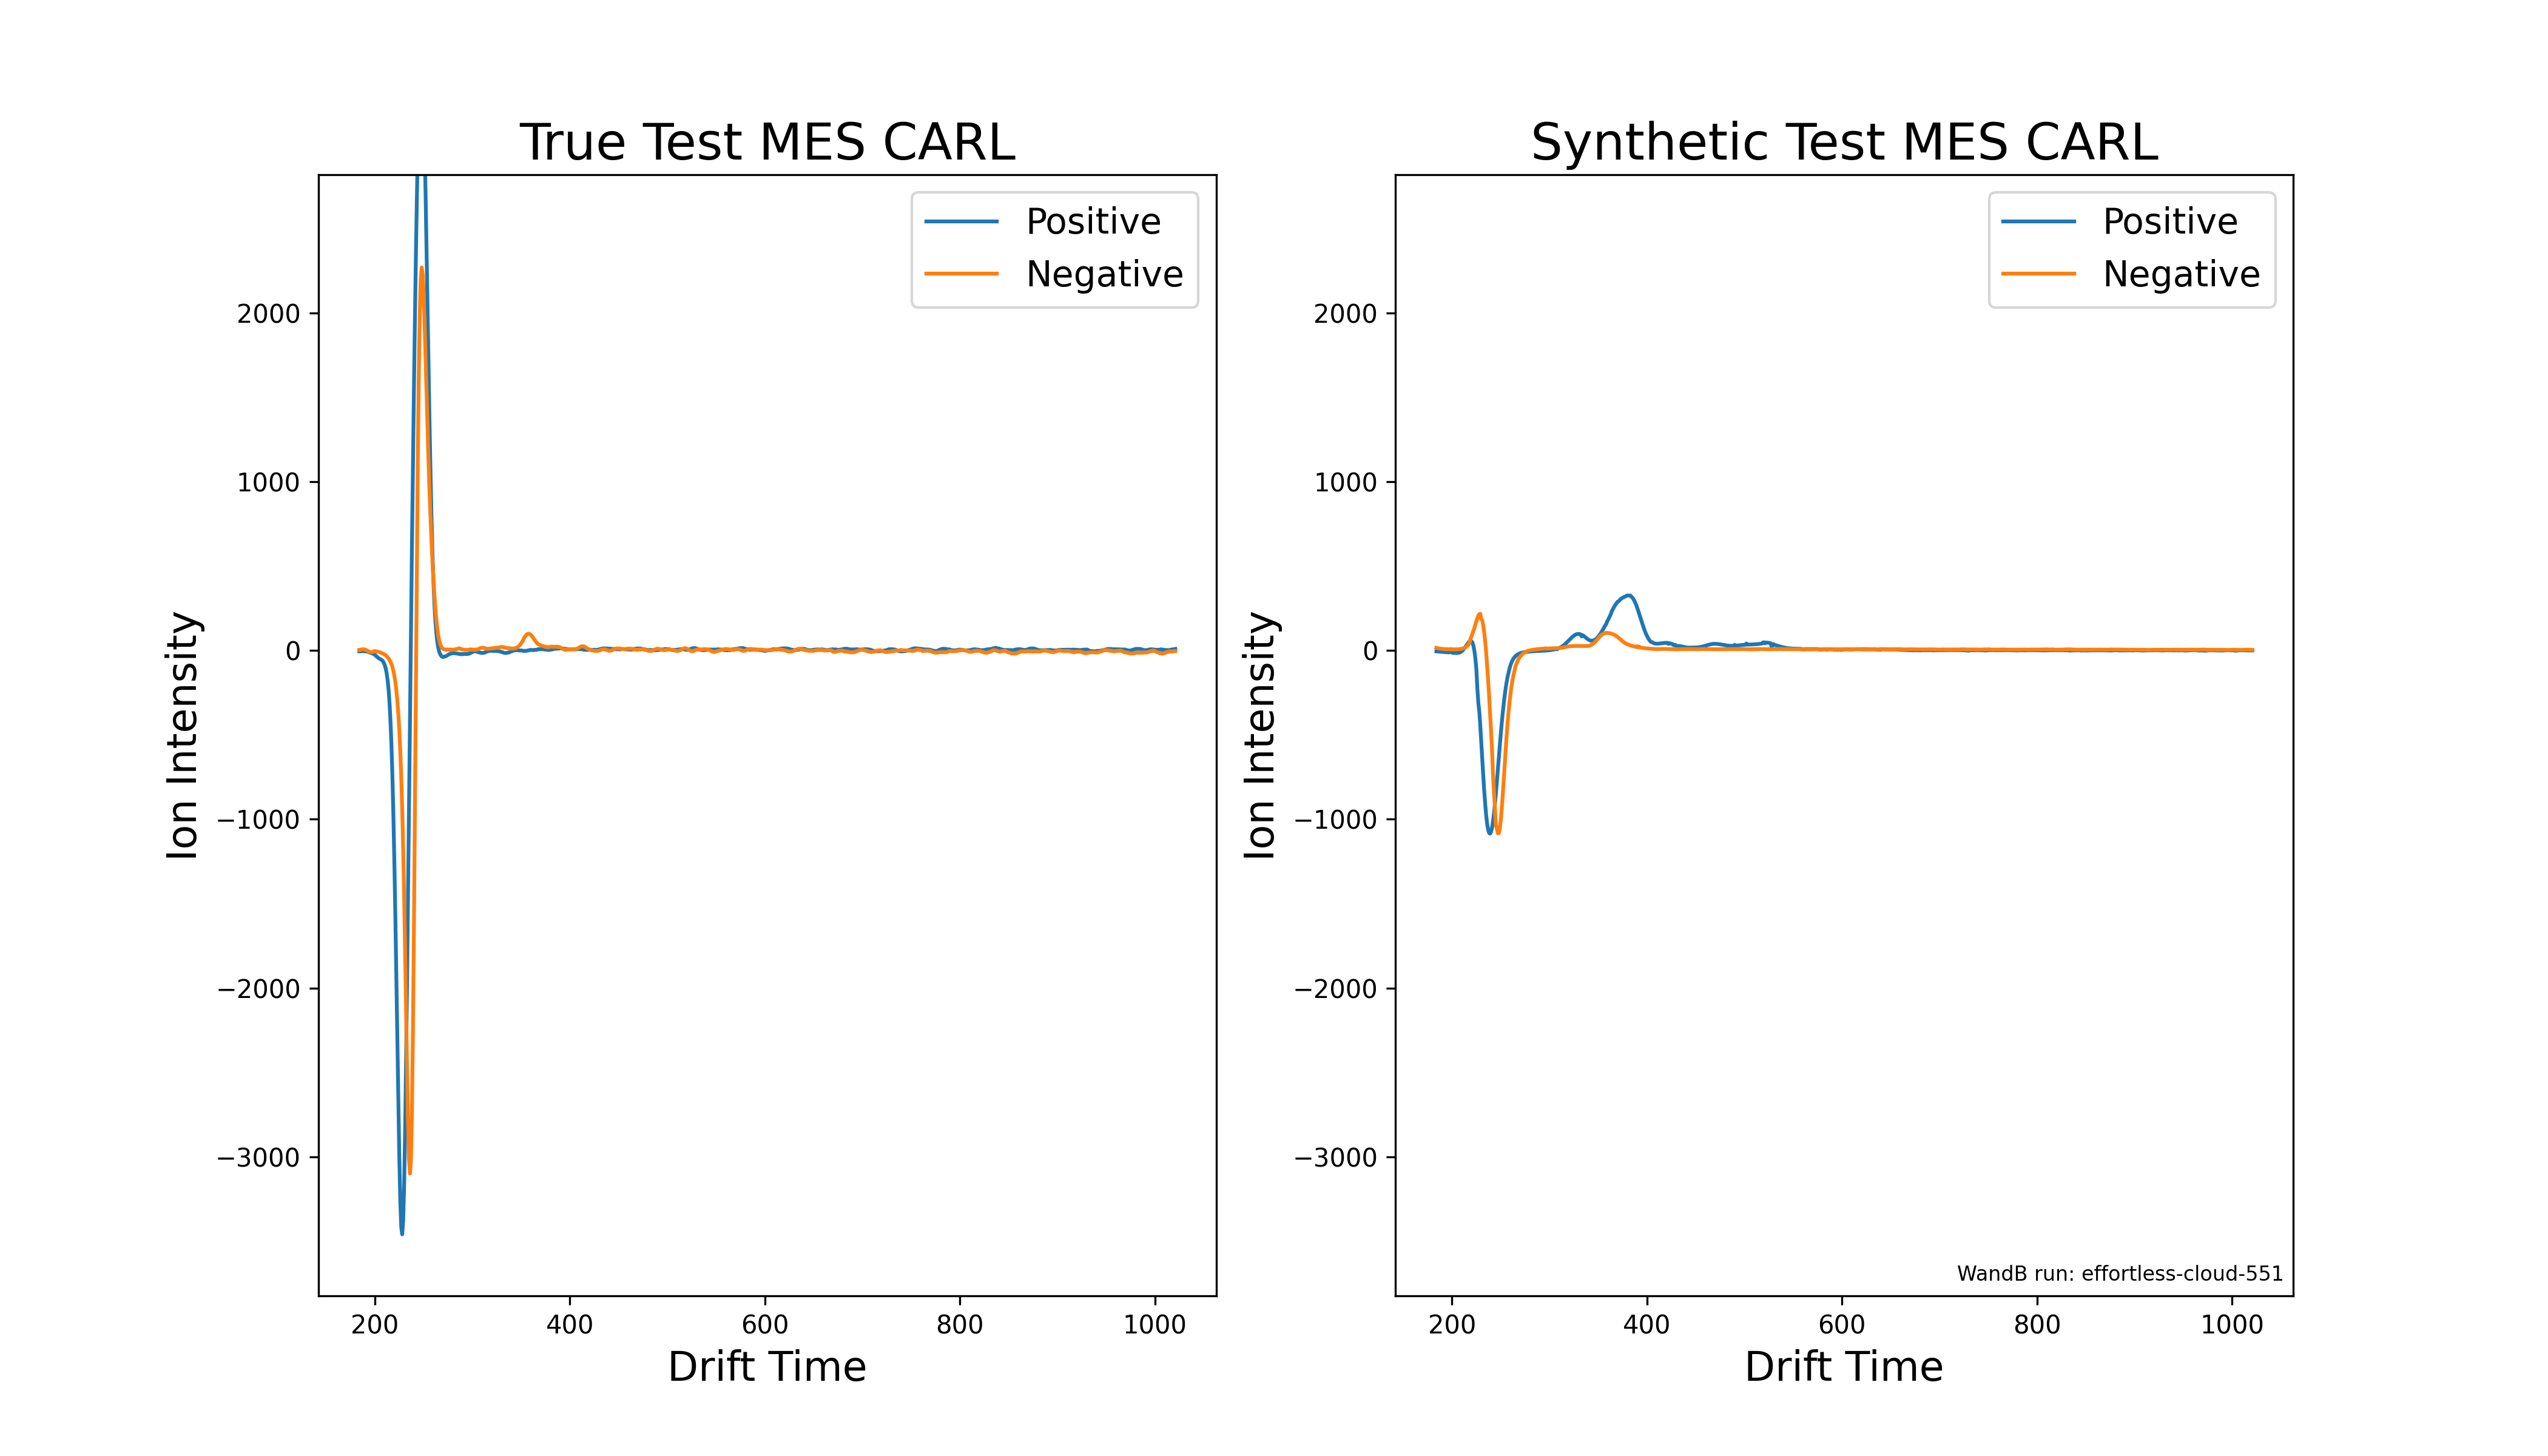 True Test MES CARL
Positive
Negative
2000
1000
0
−1000
−2000
−3000
Ion Intensity
200 400 600 800 1000
Drift Time
Synthetic Test MES CARL
Positive
Negative
2000
1000
0
−1000
−2000
−3000
Ion Intensity
WandB run: effortless-cloud-551
200 400 600 800 1000
Drift Time